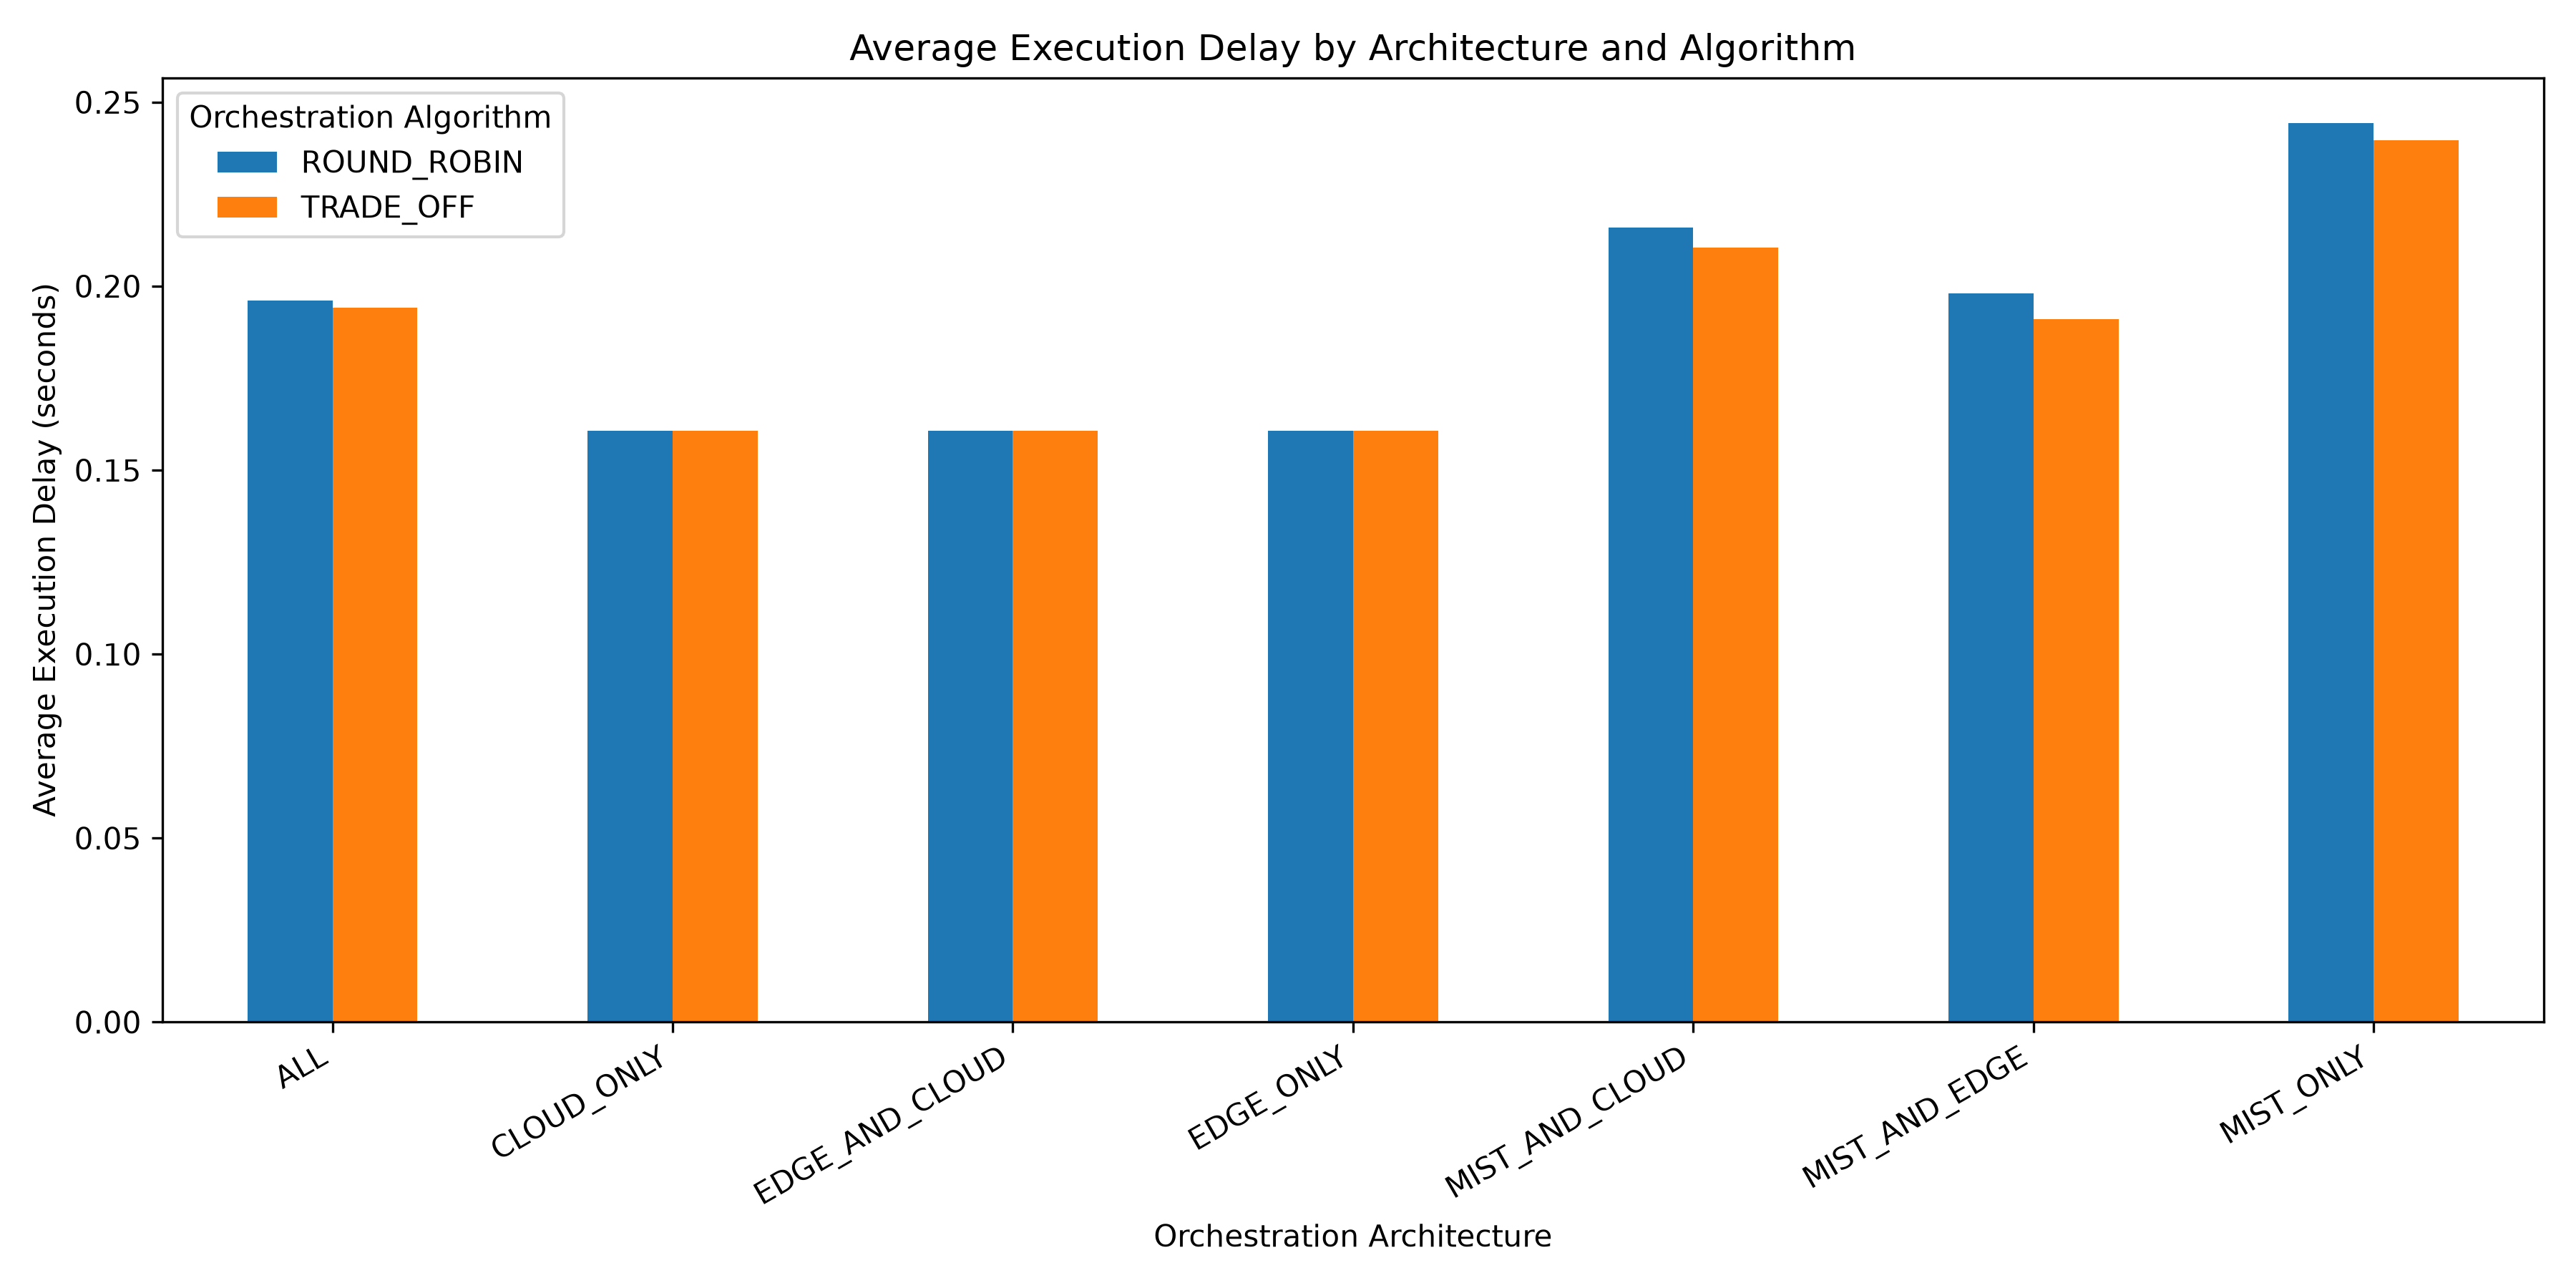 Average Execution Delay by Architecture and Algorithm
Orchestration Algorithm
ROUND_ROBIN
TRADE_OFF
Average Execution Delay (seconds)
0.25
0.20
0.15
0.10
0.05
0.00
ALL
CLOUD_ONLY
EDGE_AND_CLOUD
EDGE_ONLY
MIST_AND_CLOUD
MIST_AND_EDGE
MIST_ONLY
Orchestration Architecture